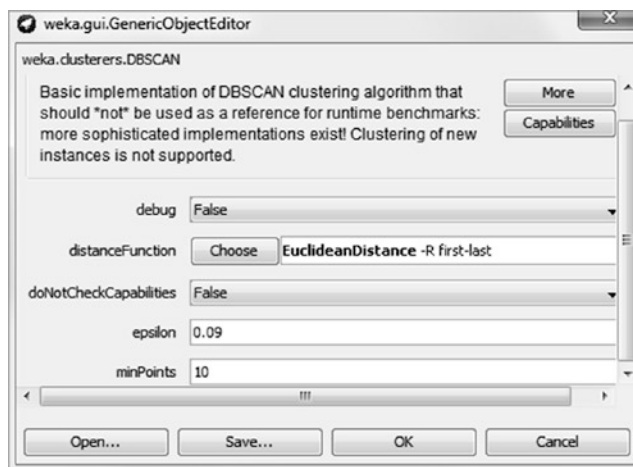 weka.gui.GenericObjectEditor
X
weka.clusterers.DBSCAN
Basic implementation of DBSCAN clustering algorithm that
should *not* be used as a reference for runtime benchmarks:
more sophisticated implementations exist! Clustering of new
instances is not supported.
More
Capabilities
debug False
distanceFunction Choose EuclideanDistance -R first-last
doNotCheckCapabilities False
epsilon 0.09
minPoints 10
Open... Save... OK Cancel